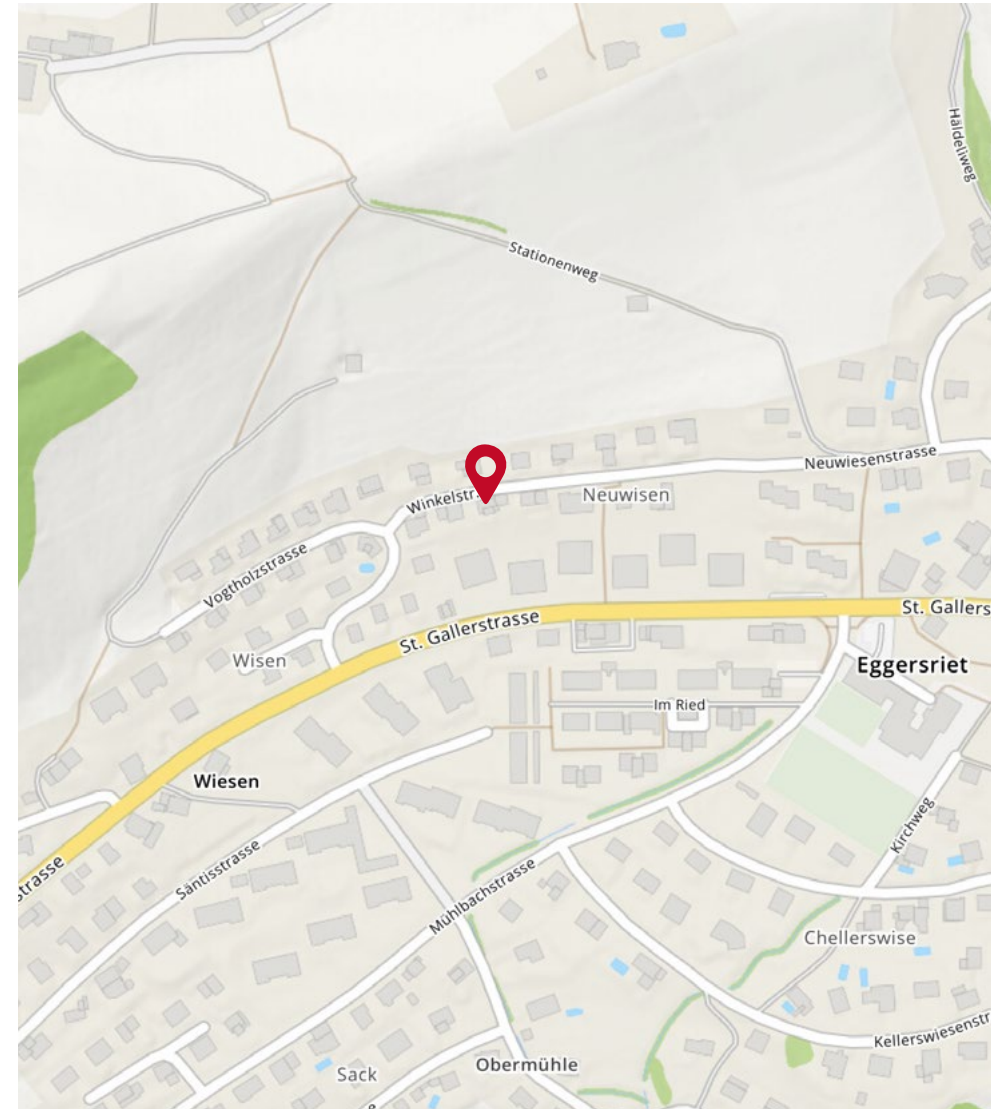 Häldeliweg
Stationenweg
Neuwiesenstrasse
Winkelstr.
Neuwisen
Vogtholzstrasse
St. Gallerstrasse
St. Gallers
Wisen
Eggersriet
Im Ried
Wiesen
Kirchweg
Säntisstrasse
strasse
Mühlbachstrasse
Chellerswise
Kellerswiesenstr
Obermühle
Sack